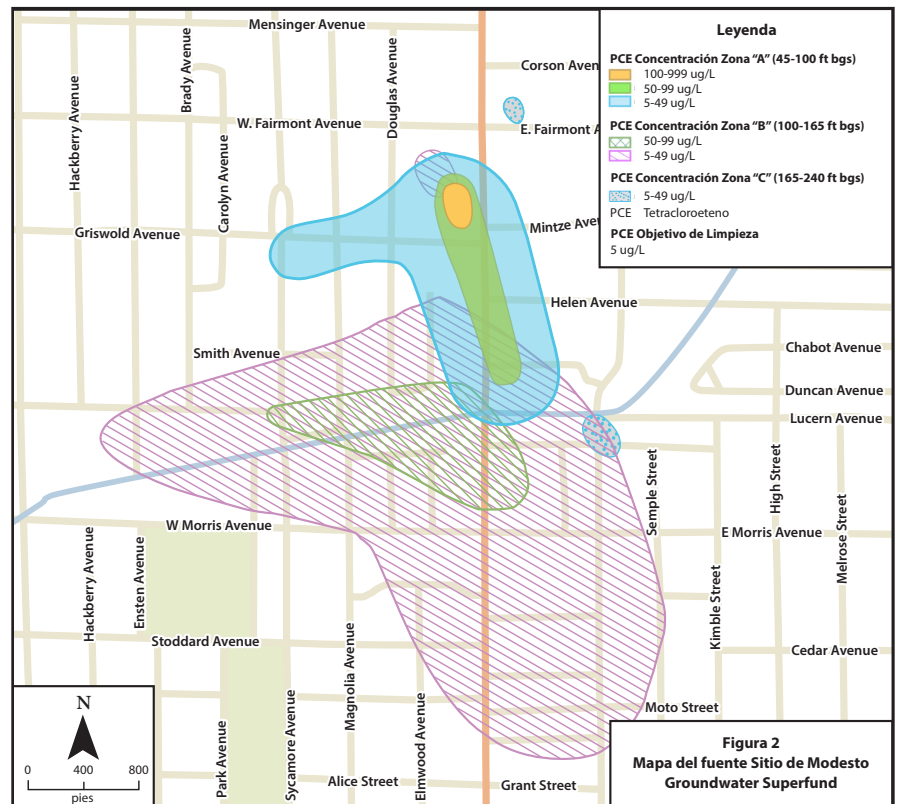 Mensinger Avenue
Brady Avenue
Douglas Avenue
Hackberry Avenue
Corson Aven
W. Fairmont Avenue
E. Fairmont A
Carolyn Avenue
Griswold Avenue
Mintze Aven
Helen Avenue
Smith Avenue
Chabot Avenue
Duncan Avenue
Lucern Avenue
Semple Street
High Street
Melrose Street
W Morris Avenue
E Morris Avenue
Hackberry Avenue
Ensten Avenue
Kimble Street
Stoddard Avenue
Cedar Avenue
Magnolia Avenue
Elmwood Avenue
Sycamore Avenue
Park Avenue
Moto Street
Alice Street
Grant Street
Leyenda
PCE Concentración Zona “A” (45-100 ft bgs)
100-999 ug/L
50-99 ug/L
5-49 ug/L
PCE Concentración Zona “B” (100-165 ft bgs)
50-99 ug/L
5-49 ug/L
PCE Concentración Zona “C” (165-240 ft bgs)
5-49 ug/L
PCE Tetracloroeteno
PCE Objetivo de Limpieza
5 ug/L
N
0 400 800
pies
Figura 2
Mapa del fuente Sitio de Modesto
Groundwater Superfund